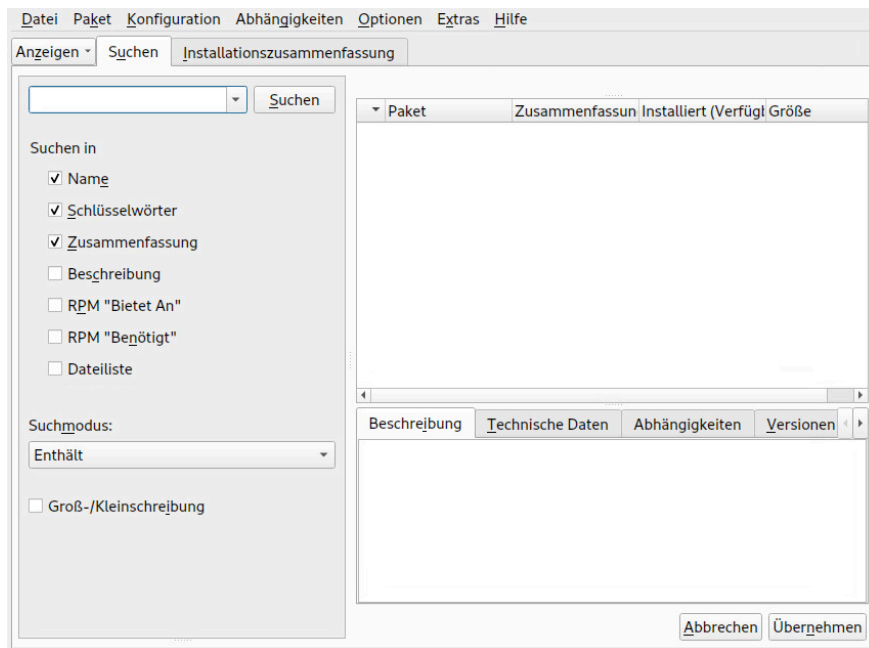 Datei Paket Konfiguration Abhängigkeiten Optionen Extras Hilfe
Anzeigen Suchen Installationszusammenfassung
Suchen
Suchen in
Name
Schlüsselwörter
Zusammenfassung
Beschreibung
RPM "Bietet An"
RPM "Benötigt"
Dateiliste
Suchmodus:
Enthält
Groß-/Kleinschreibung
Paket Zusammenfassun Installiert (Verfügb Größe
Beschreibung Technische Daten Abhängigkeiten Versionen
Abbrechen Übernehmen